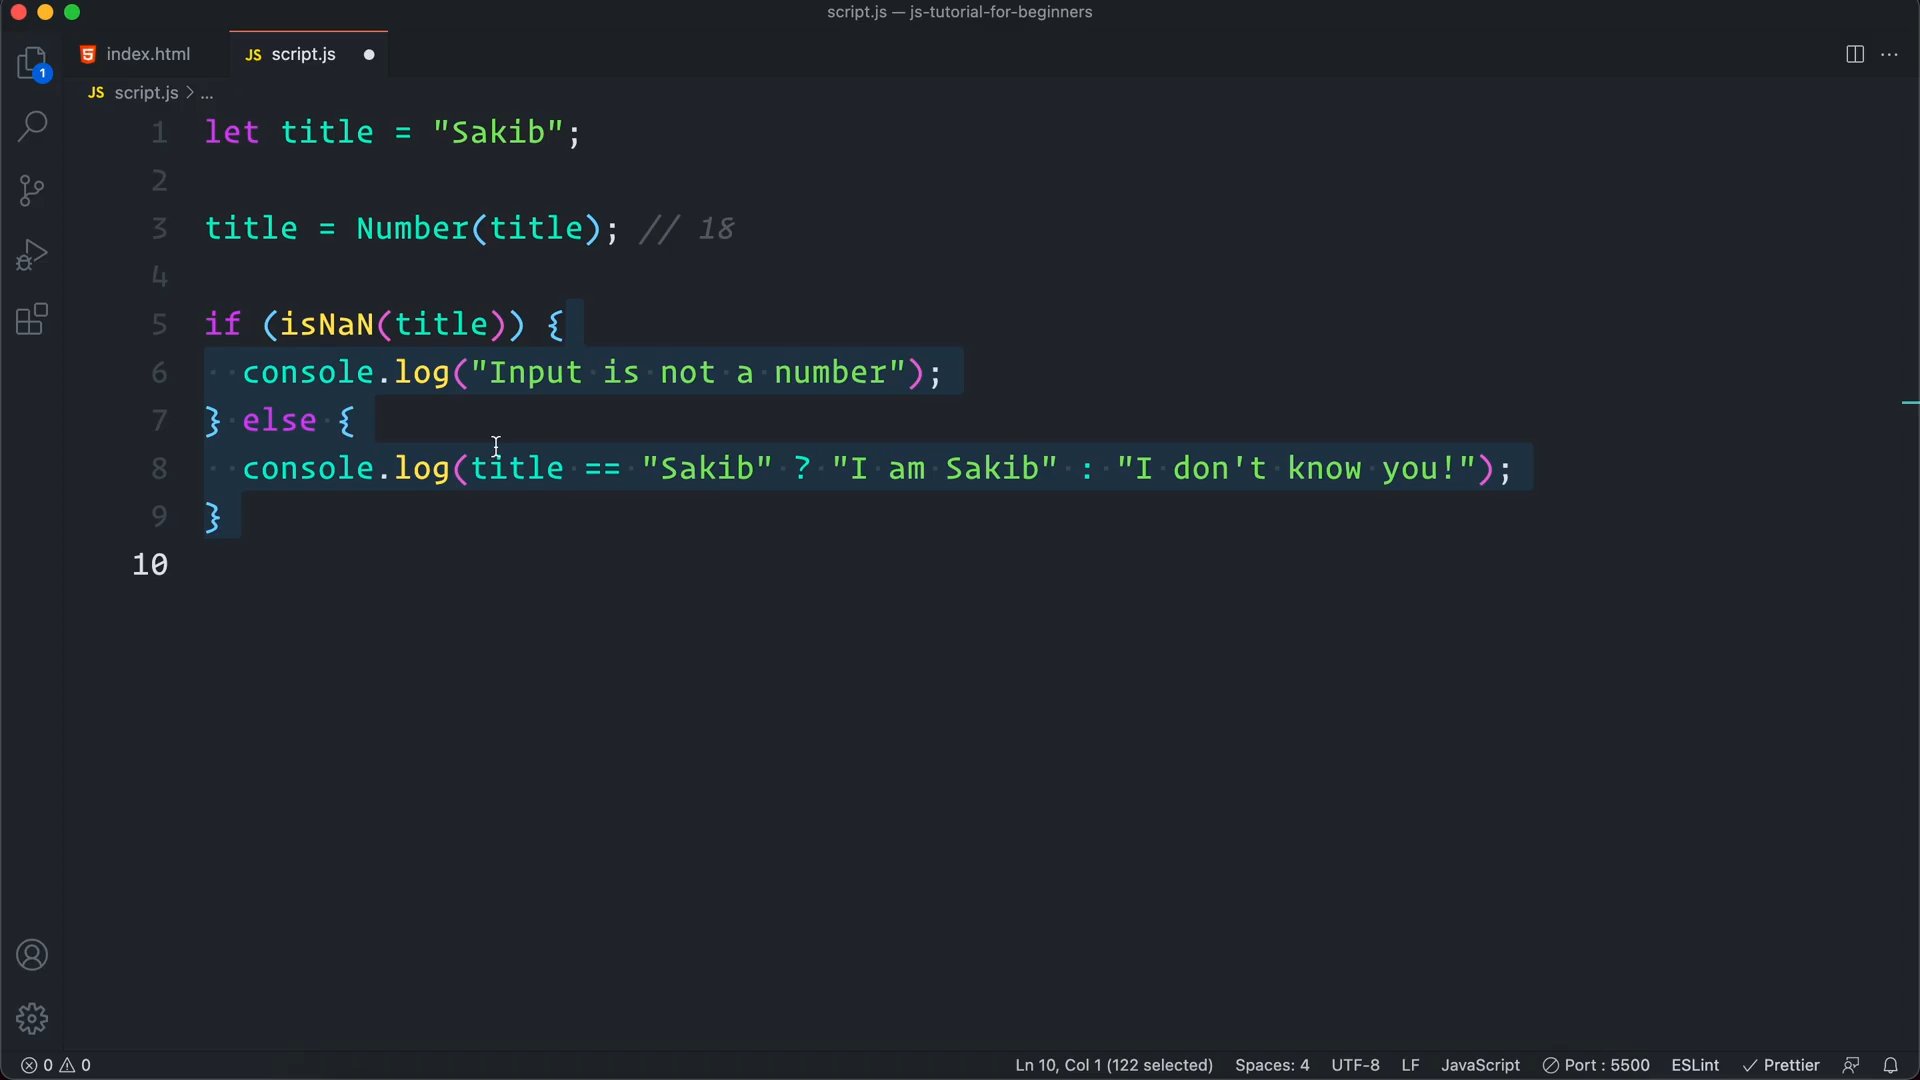 script.js — js-tutorial-for-beginners
1
5 index.html
JS script.js
JS script.js > ...
1 let title = "Sakib";
2
3 title = Number(title); // 18
4
5 if (isNaN(title)) {
6 console.log("Input is not a number");
7 } else {
8 console.log(title == "Sakib" ? "I am Sakib" : "I don't know you!");
9 }
10
0 0 Ln 10, Col 1 (122 selected) Spaces: 4 UTF-8 LF JavaScript Port : 5500 ESLint Prettier